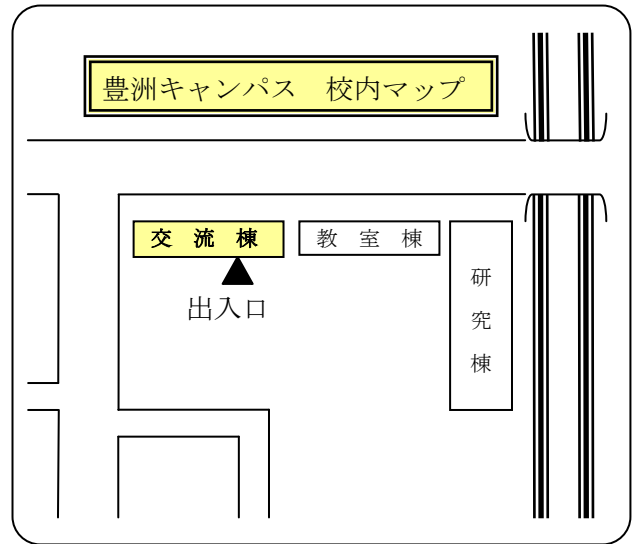 豊洲キャンパス　校内マップ
交　流　棟
教　室　棟
研
究
棟
出入口